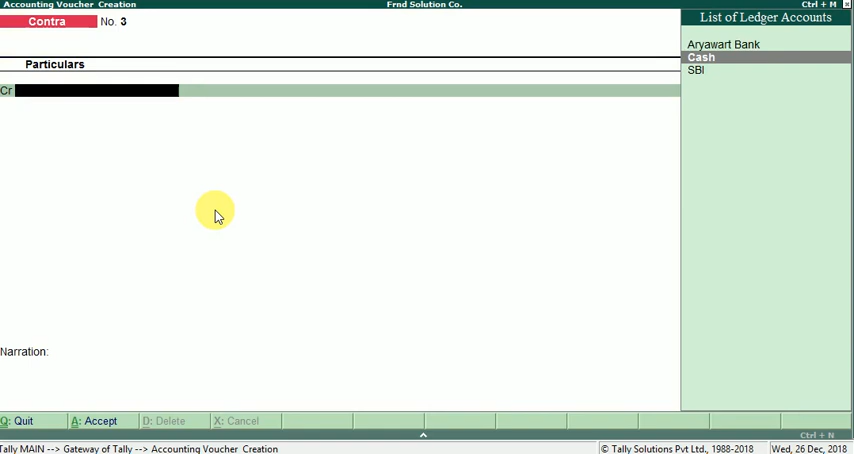 Accounting Voucher Creation Frnd Solution Co. Ctrl + M x
Contra No. 3
List of Ledger Accounts
Aryawart Bank
Particulars
Cash
SBI
Cr
Narration:
Q: Quit A: Accept D: Delete X: Cancel
Ctrl + N
Tally MAIN --> Gateway of Tally --> Accounting Voucher Creation © Tally Solutions Pvt Ltd., 1988-2018 Wed, 26 Dec, 2018